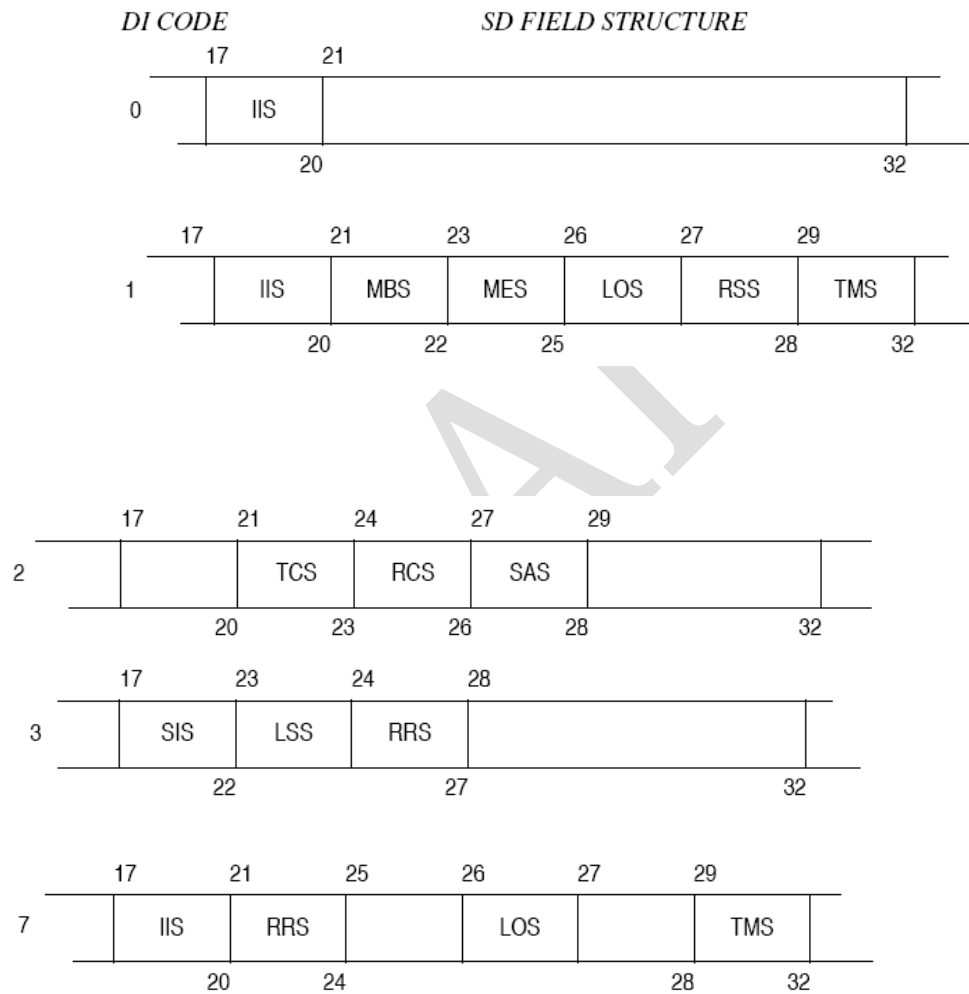 DI CODE SD FIELD STRUCTURE
17 21
0 IIS
20 32
17 21 23 26 27 29
1 IIS MBS MES LOS RSS TMS
20 22 25 28 32
17 21 24 27 29
2 TCS RCS SAS
20 23 26 28 32
17 23 24 28
3 SIS LSS RRS
22 27 32
17 21 25 26 27 29
7 IIS RRS LOS TMS
20 24 28 32